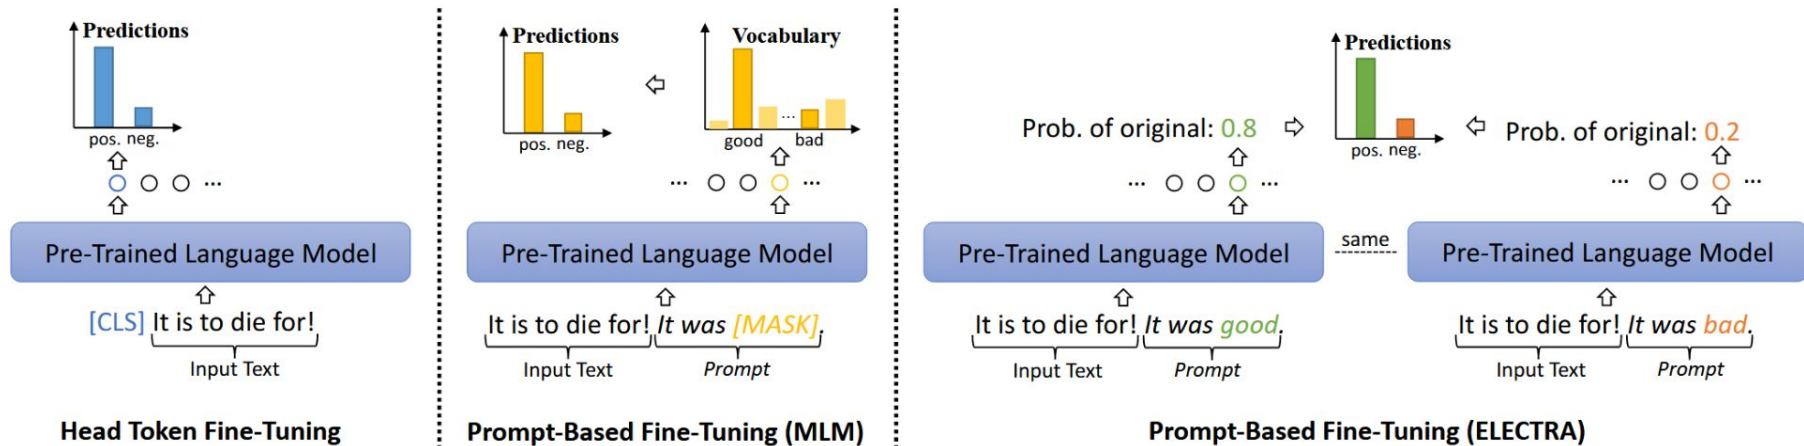 Predictions
pos. neg.
...
Pre-Trained Language Model
[CLS] It is to die for!
Input Text
Head Token Fine-Tuning
Predictions
pos. neg.
Vocabulary
...
good bad
... ...
Pre-Trained Language Model
It is to die for! It was [MASK].
Input Text Prompt
Prompt-Based Fine-Tuning (MLM)
Predictions
pos. neg.
Prob. of original: 0.8
... ...
Pre-Trained Language Model
It is to die for! It was good.
Input Text Prompt
same
Prob. of original: 0.2
... ...
Pre-Trained Language Model
It is to die for! It was bad.
Input Text Prompt
Prompt-Based Fine-Tuning (ELECTRA)